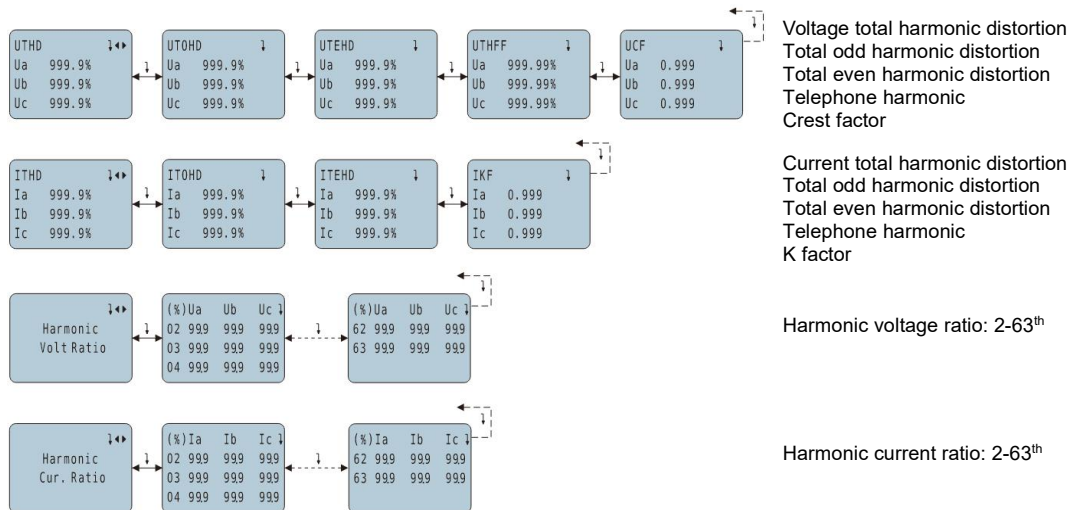 UTHD
Ua 999.9%
Ub 999.9%
Uc 999.9%
UTOHD
Ua 999.9%
Ub 999.9%
Uc 999.9%
UTEHD
Ua 999.9%
Ub 999.9%
Uc 999.9%
UTHFF
Ua 999.99%
Ub 999.99%
Uc 999.99%
UCF
Ua 0.999
Ub 0.999
Uc 0.999
Voltage total harmonic distortion
Total odd harmonic distortion
Total even harmonic distortion
Telephone harmonic
Crest factor
ITHD
Ia 999.9%
Ib 999.9%
Ic 999.9%
ITOHD
Ia 999.9%
Ib 999.9%
Ic 999.9%
ITEHD
Ia 999.9%
Ib 999.9%
Ic 999.9%
IKF
Ia 0.999
Ib 0.999
Ic 0.999
Current total harmonic distortion
Total odd harmonic distortion
Total even harmonic distortion
Telephone harmonic
K factor
Harmonic
Volt Ratio
(%)Ua Ub Uc
02 99.9 99.9 99.9
03 99.9 99.9 99.9
04 99.9 99.9 99.9
(%)Ua Ub Uc
62 99.9 99.9 99.9
63 99.9 99.9 99.9
Harmonic voltage ratio: 2-63th
Harmonic
Cur. Ratio
(%)Ia Ib Ic
02 99.9 99.9 99.9
03 99.9 99.9 99.9
04 99.9 99.9 99.9
(%)Ia Ib Ic
62 99.9 99.9 99.9
63 99.9 99.9 99.9
Harmonic current ratio: 2-63th